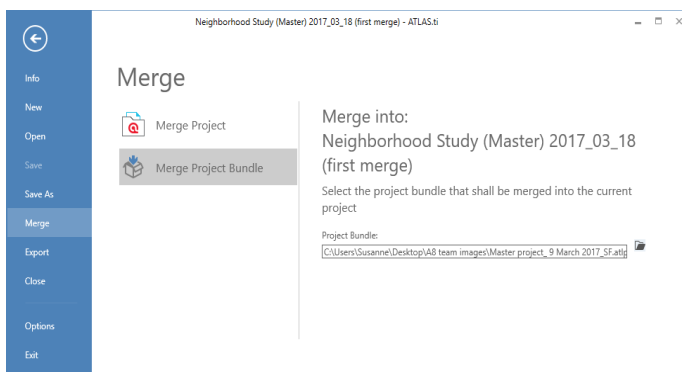 Neighborhood Study (Master) 2017_03_18 (first merge) - ATLAS.ti
Info
New
Open
Save
Save As
Merge
Export
Close
Options
Exit
Merge
Merge Project
Merge Project Bundle
Merge into:
Neighborhood Study (Master) 2017_03_18
(first merge)
Select the project bundle that shall be merged into the current
project
Project Bundle:
C:\Users\Susanne\Desktop\A8 team images\Master project_ 9 March 2017_SF.atlp